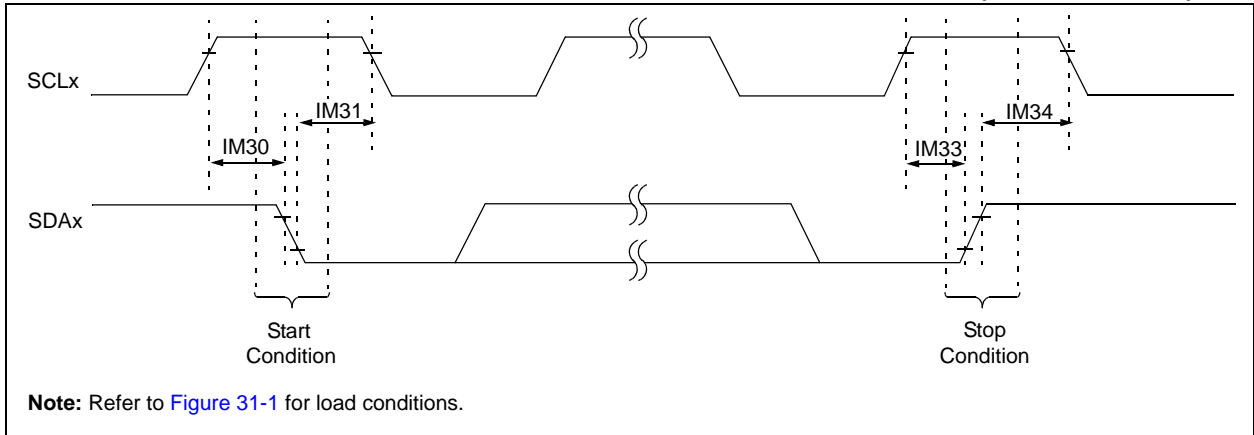 SCLx
IM31
IM34
IM30
IM33
SDAx
Start
Condition
Stop
Condition
Note: Refer to Figure 31-1 for load conditions.